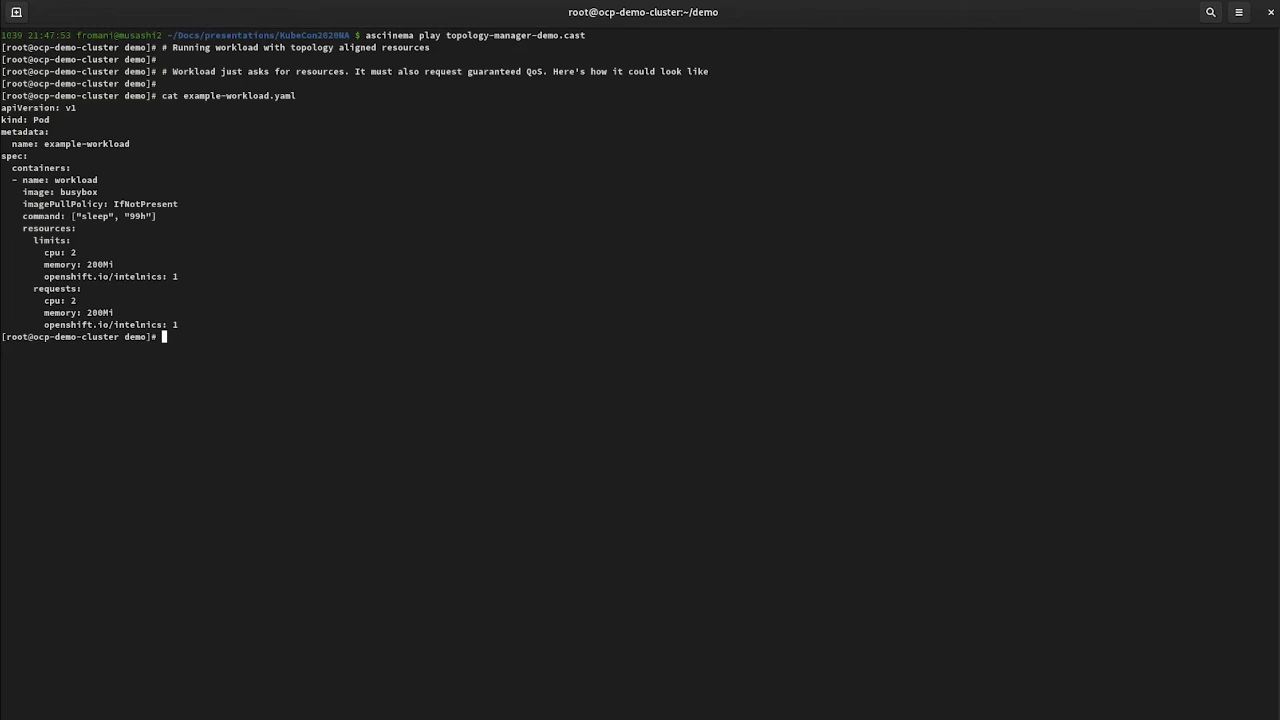 root@ocp-demo-cluster:~/demo
1039 21:47:53 fromani@musashi2 ~/Docs/presentations/KubeCon2020NA $ asciinema play topology-manager-demo.cast
[root@ocp-demo-cluster demo]# # Running workload with topology aligned resources
[root@ocp-demo-cluster demo]#
[root@ocp-demo-cluster demo]# # Workload just asks for resources. It must also request guaranteed QoS. Here's how it could look like
[root@ocp-demo-cluster demo]#
[root@ocp-demo-cluster demo]# cat example-workload.yaml
apiVersion: v1
kind: Pod
metadata:
  name: example-workload
spec:
  containers:
  - name: workload
    image: busybox
    imagePullPolicy: IfNotPresent
    command: ["sleep", "99h"]
    resources:
      limits:
        cpu: 2
        memory: 200Mi
        openshift.io/intelnics: 1
      requests:
        cpu: 2
        memory: 200Mi
        openshift.io/intelnics: 1
[root@ocp-demo-cluster demo]#